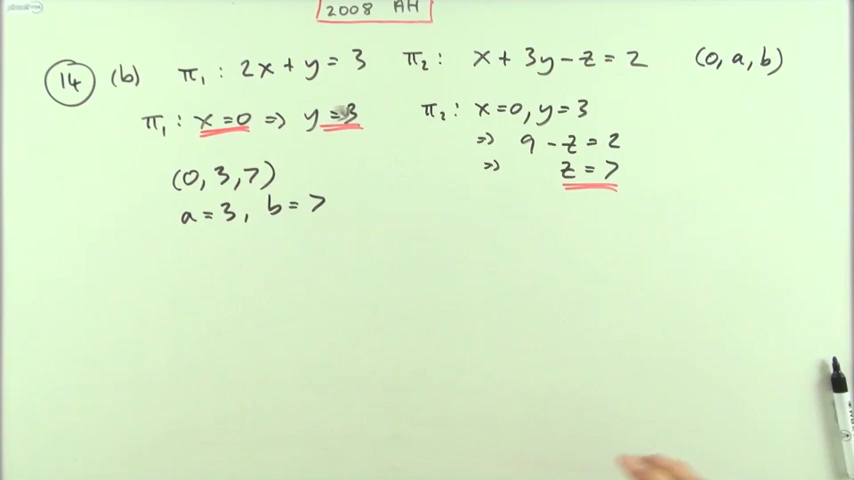 2008 AH
14 (b) π₁ : 2x + y = 3 π₂ : x + 3y - z = 2 (0, a, b)
π₁ : x = 0 => y = 3 π₂ : x = 0, y = 3
=> 9 - z = 2
=> z = 7
(0, 3, 7)
a = 3, b = 7